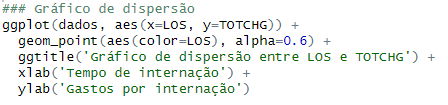 ### Gráfico de dispersão
ggplot(dados, aes(x=LOS, y=TOTCHG)) +
  geom_point(aes(color=LOS), alpha=0.6) +
  ggtitle('Gráfico de dispersão entre LOS e TOTCHG') +
  xlab('Tempo de internação') +
  ylab('Gastos por internação')